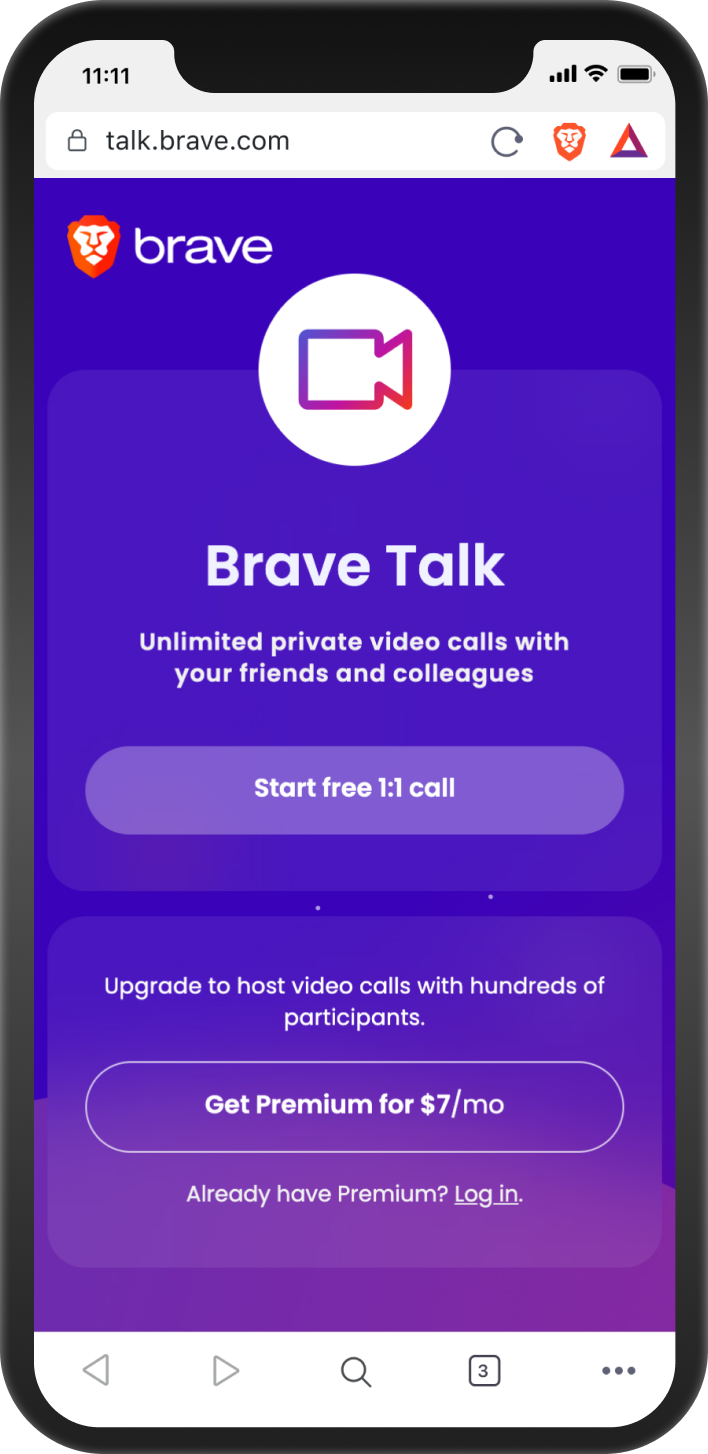 11:11
talk.brave.com
brave
Brave Talk
Unlimited private video calls with
your friends and colleagues
Start free 1:1 call
Upgrade to host video calls with hundreds of
participants.
Get Premium for $7/mo
Already have Premium? Log in.
3